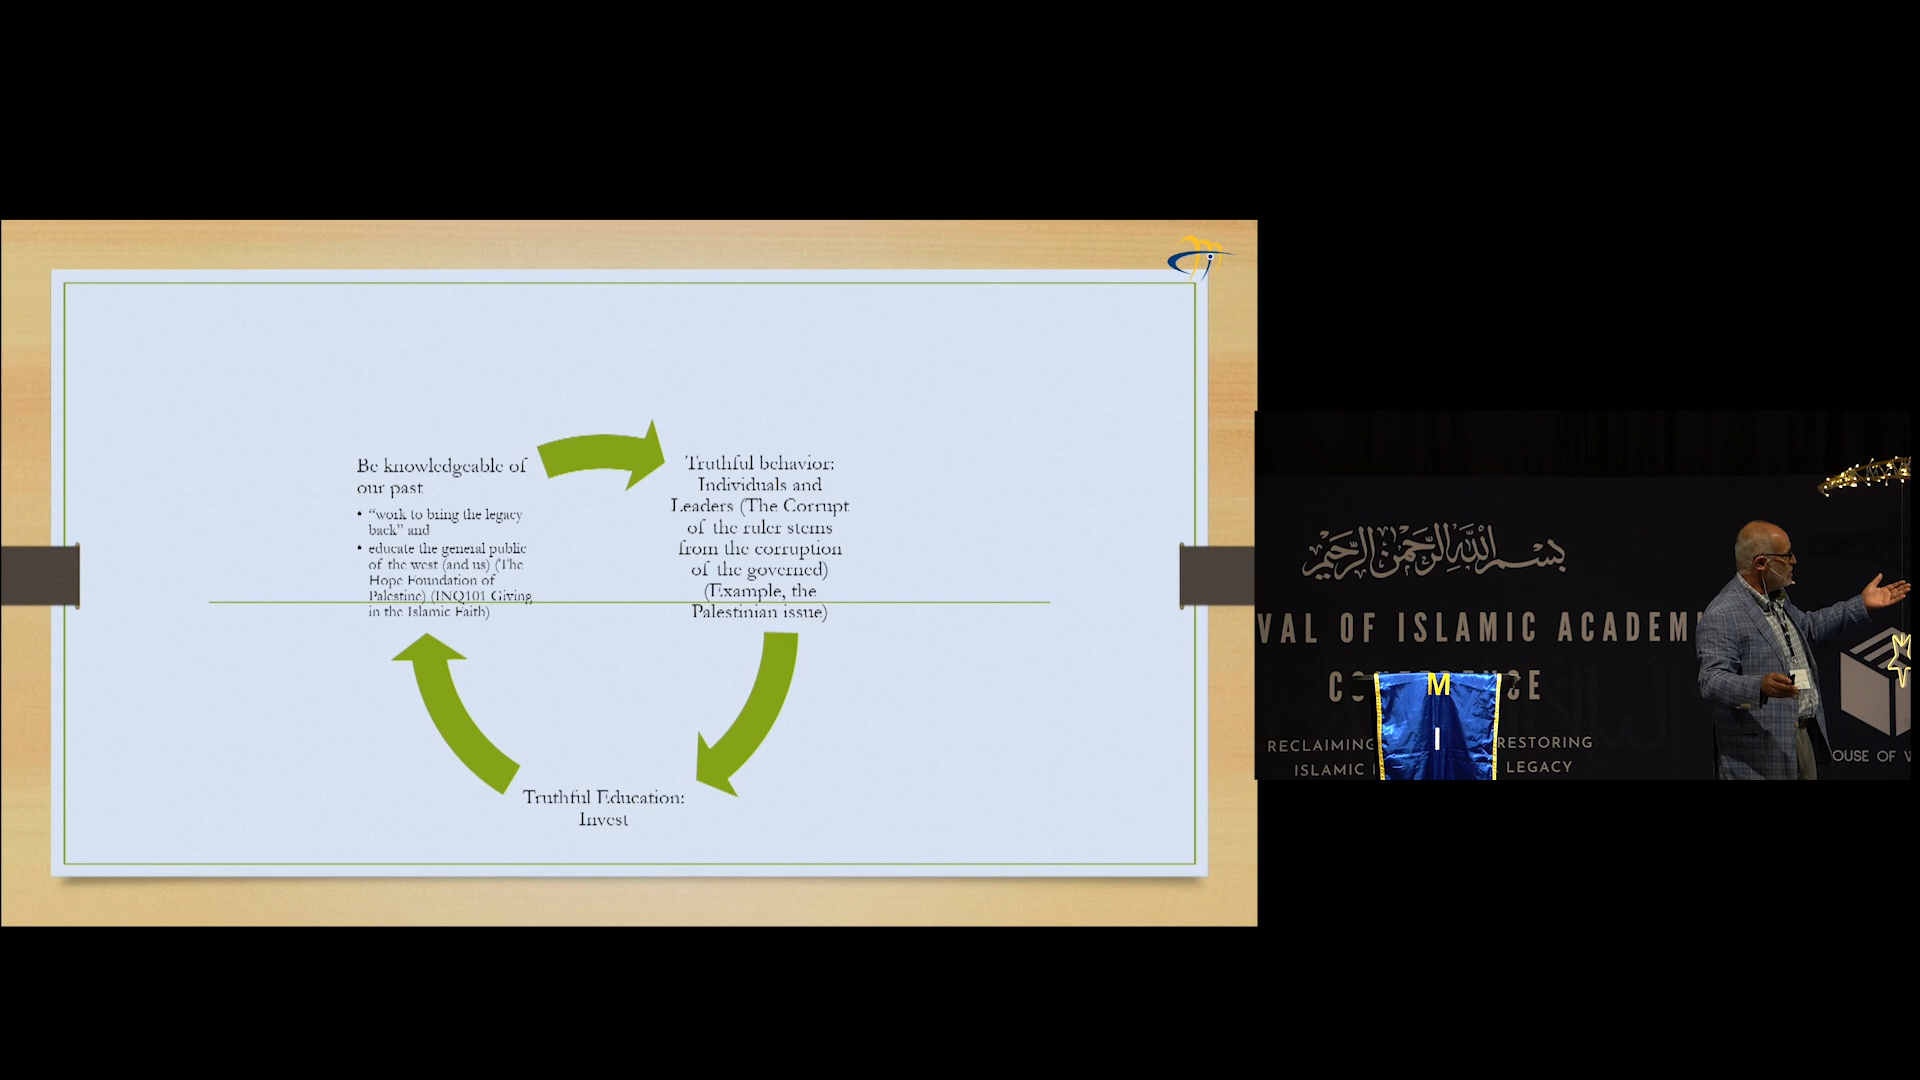 Be knowledgeable of
our past
• “work to bring the legacy
back” and
• educate the general public
of the west (and us) (The
Hope Foundation of
Palestine) (INQ101 Giving
in the Islamic Faith)
Truthful behavior:
Individuals and
Leaders (The Corrupt
of the ruler stems
from the corruption
of the governed)
(Example, the
Palestinian issue)
Truthful Education:
Invest
بسم الله الرحمن الرحيم
VAL OF ISLAMIC ACADEM
RECLAIMING
RESTORING
ISLAMIC
LEGACY
M
I
OUSE OF